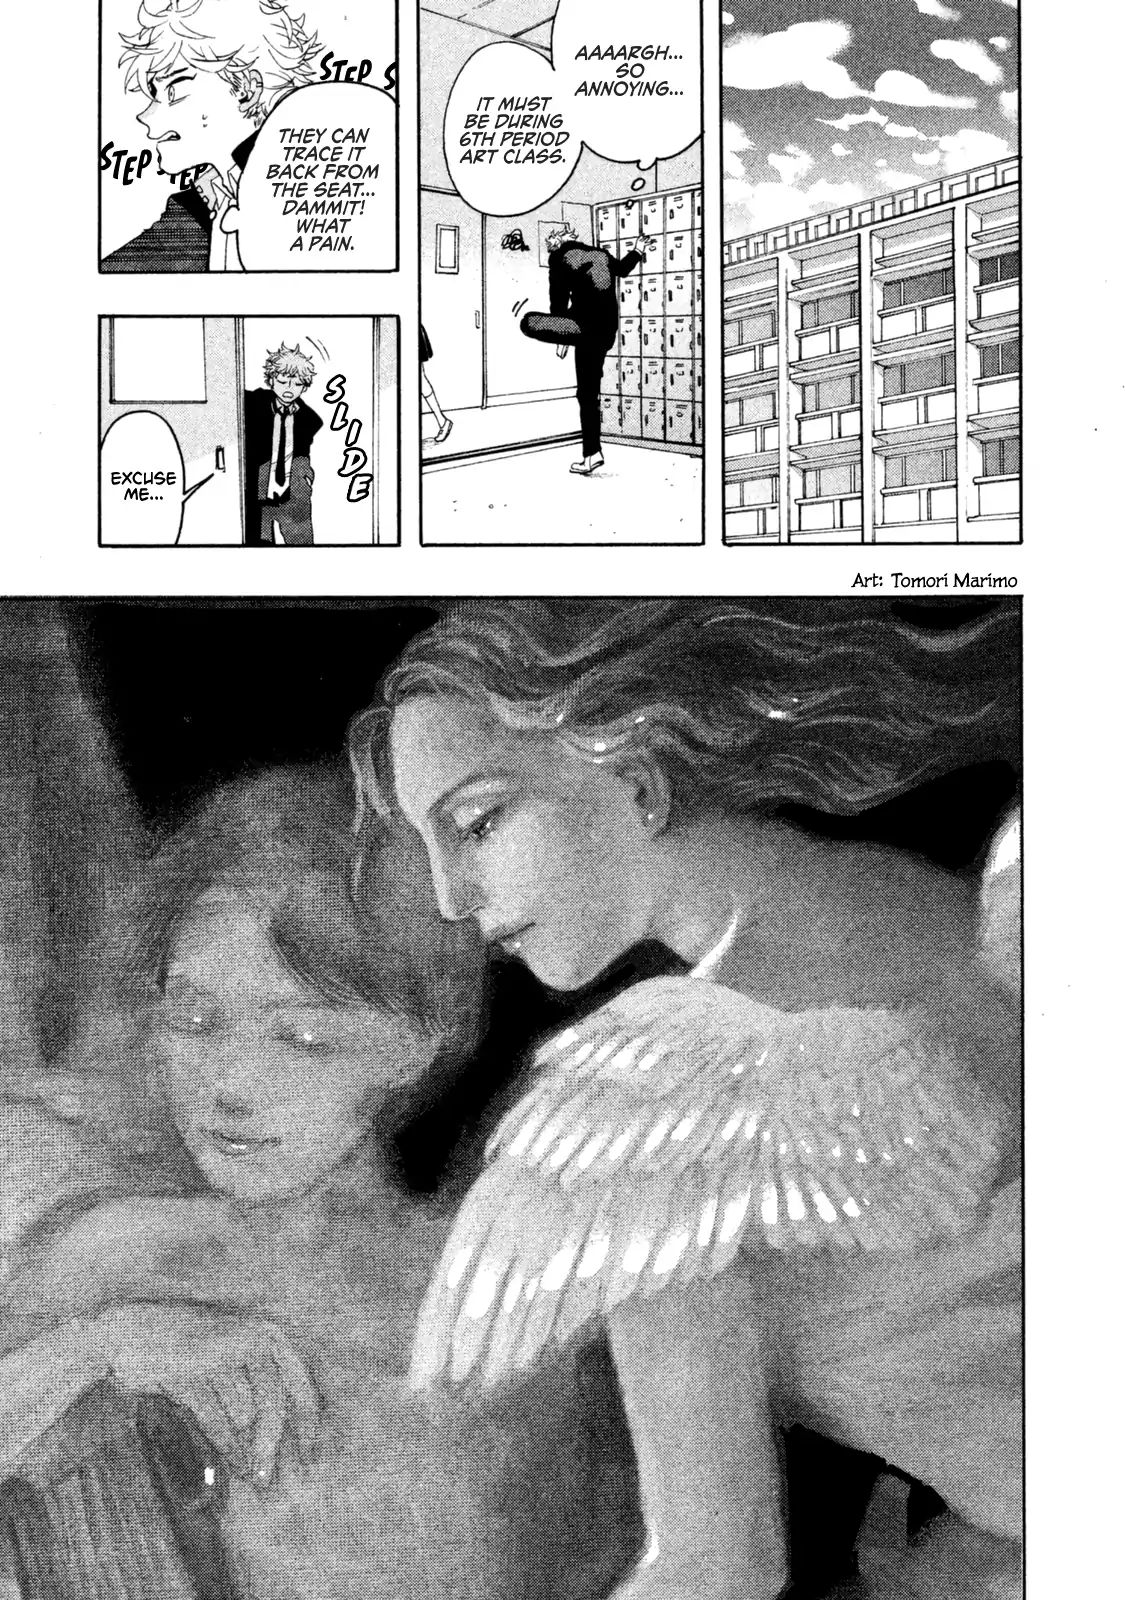 AAAARGH...
SO
ANNOYING...
IT MUST
BE DURING
6TH PERIOD
ART CLASS.
STEP S
THEY CAN
TRACE IT
BACK FROM
THE SEAT...
DAMMIT!
WHAT
A PAIN.
STEP
STEP
SLIDE
EXCUSE
ME...
Art: Tomori Marimo